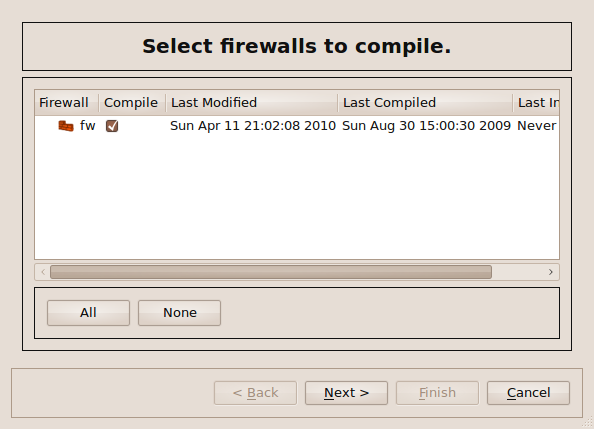 Select firewalls to compile.
Firewall Compile Last Modified Last Compiled Last In
fw Sun Apr 11 21:02:08 2010 Sun Aug 30 15:00:30 2009 Never
All None
< Back Next > Finish Cancel